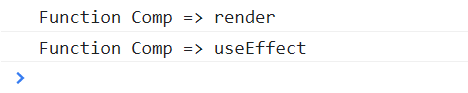 Function Comp => render
Function Comp => useEffect
>